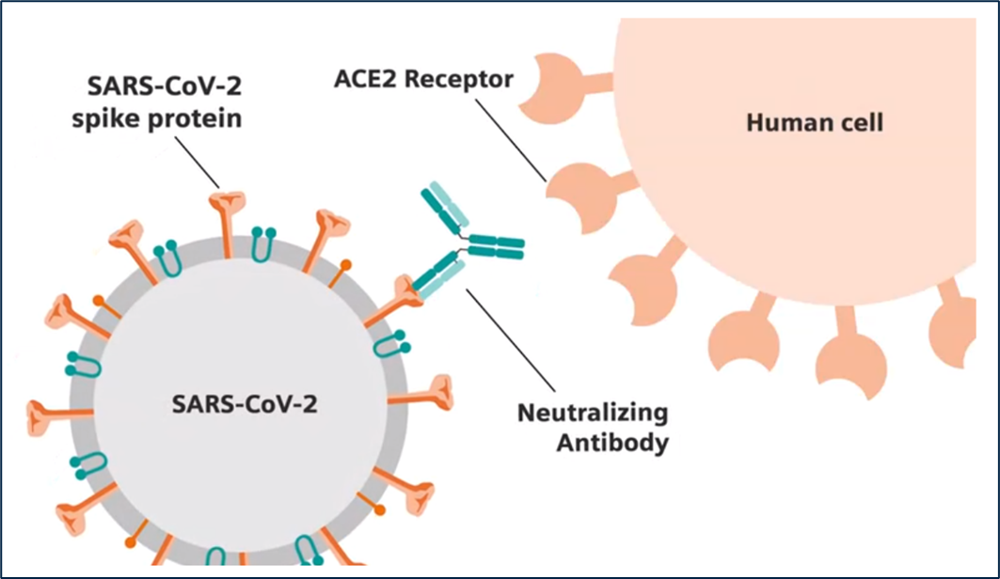 SARS-CoV-2
spike protein
ACE2 Receptor
Human cell
SARS-CoV-2
Neutralizing
Antibody